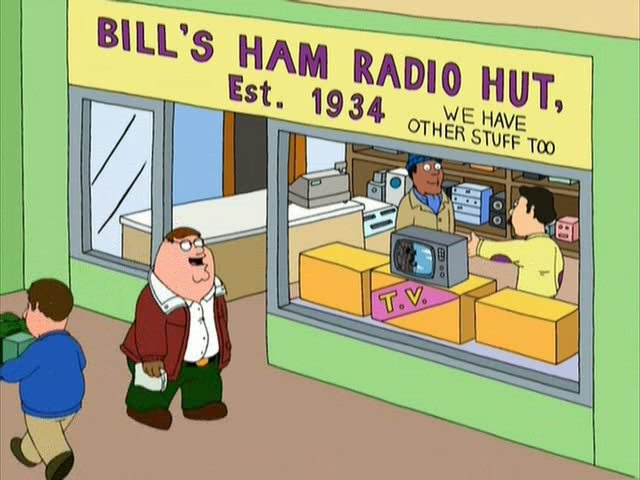 BILL'S HAM RADIO HUT,
Est. 1934
WE HAVE
OTHER STUFF TOO
T.V.